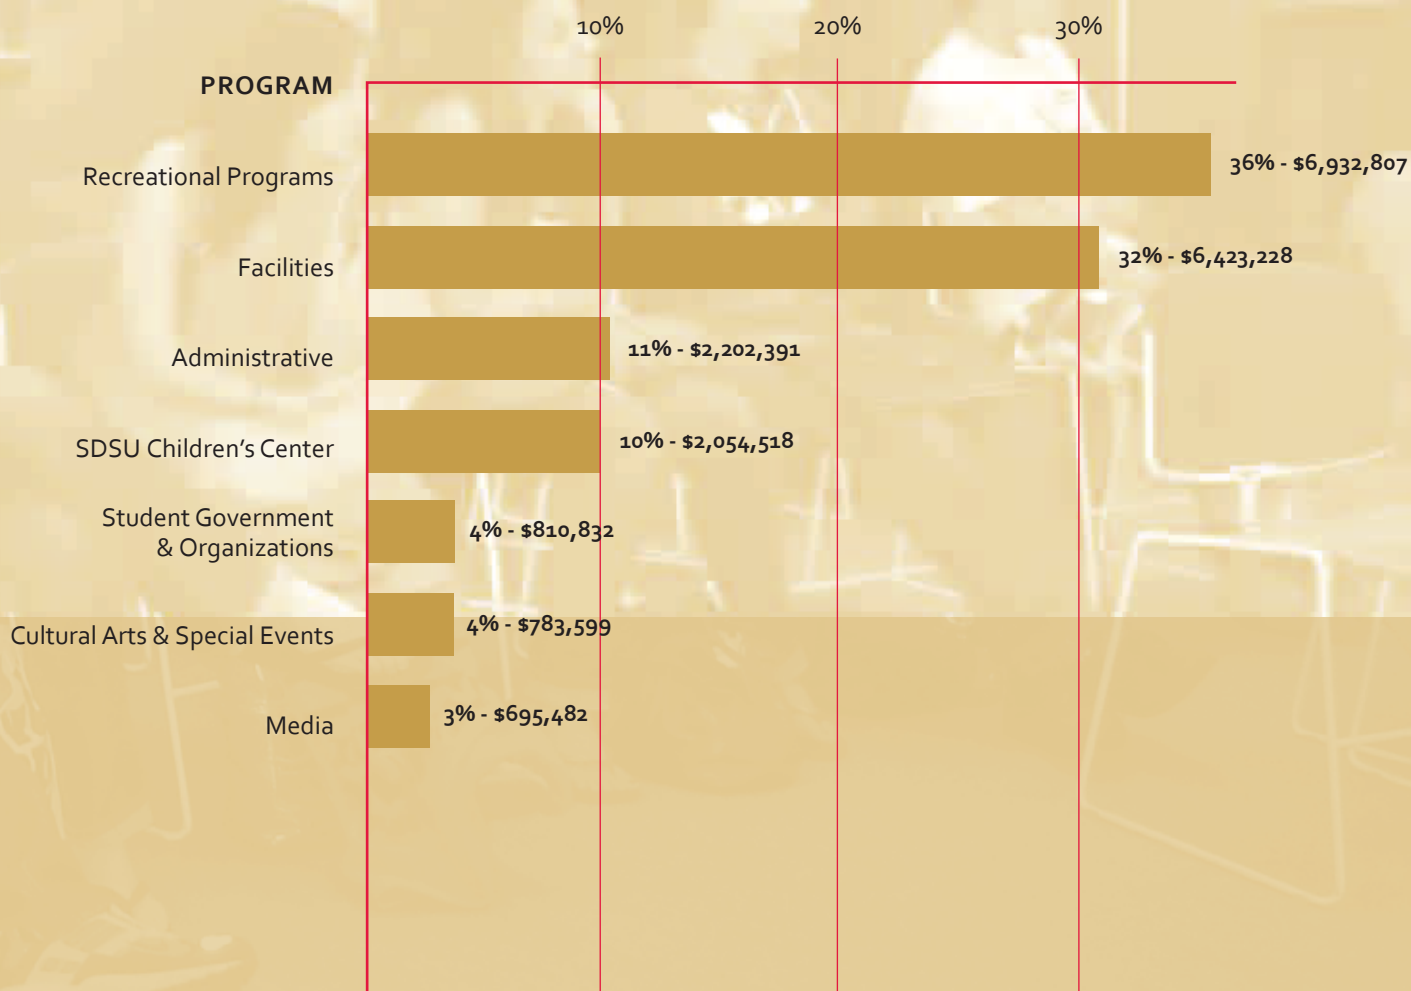 10% 20% 30%
PROGRAM
Recreational Programs 36% - $6,932,807
Facilities 32% - $6,423,228
Administrative 11% - $2,202,391
SDSU Children’s Center 10% - $2,054,518
Student Government
& Organizations 4% - $810,832
Cultural Arts & Special Events 4% - $783,599
Media 3% - $695,482